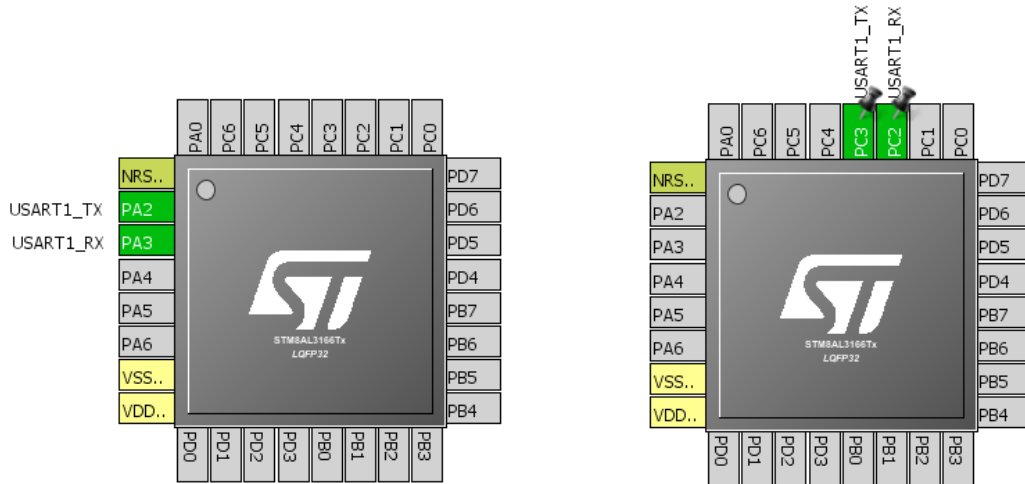 USART1_TX
USART1_RX
PA0 PC6 PC5 PC4 PC3 PC2 PC1 PC0
NRS..
USART1_TX PA2
USART1_RX PA3
PA4
PA5
PA6
VSS..
VDD..
PD7
PD6
PD5
PD4
PB7
PB6
PB5
PB4
STM8AL3166Tx
LQFP32
PD0 PD1 PD2 PD3 PB0 PB1 PB2 PB3
PA0 PC6 PC5 PC4 PC3 PC2 PC1 PC0
NRS..
PA2
PA3
PA4
PA5
PA6
VSS..
VDD..
PD7
PD6
PD5
PD4
PB7
PB6
PB5
PB4
STM8AL3166Tx
LQFP32
PD0 PD1 PD2 PD3 PB0 PB1 PB2 PB3